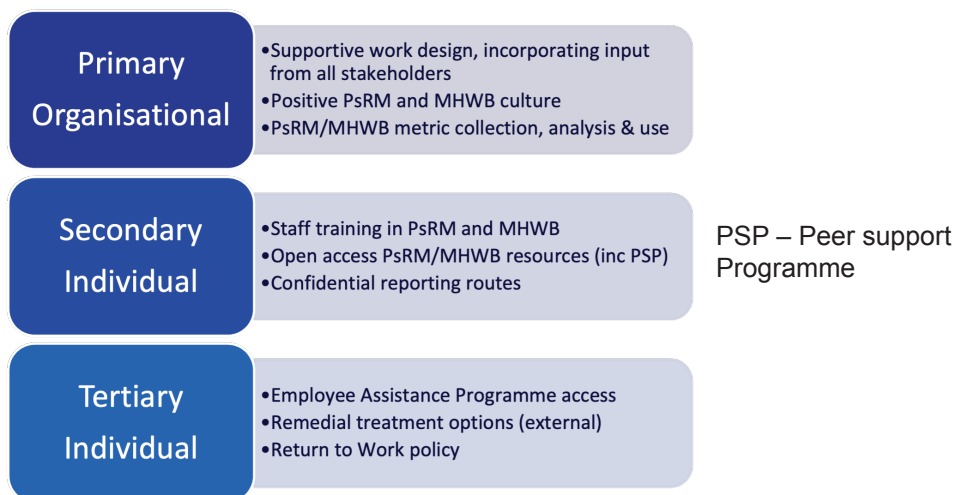 Primary
Organisational
•Supportive work design, incorporating input
from all stakeholders
•Positive PsRM and MHWB culture
•PsRM/MHWB metric collection, analysis & use
Secondary
Individual
•Staff training in PsRM and MHWB
•Open access PsRM/MHWB resources (inc PSP)
•Confidential reporting routes
PSP – Peer support
Programme
Tertiary
Individual
•Employee Assistance Programme access
•Remedial treatment options (external)
•Return to Work policy